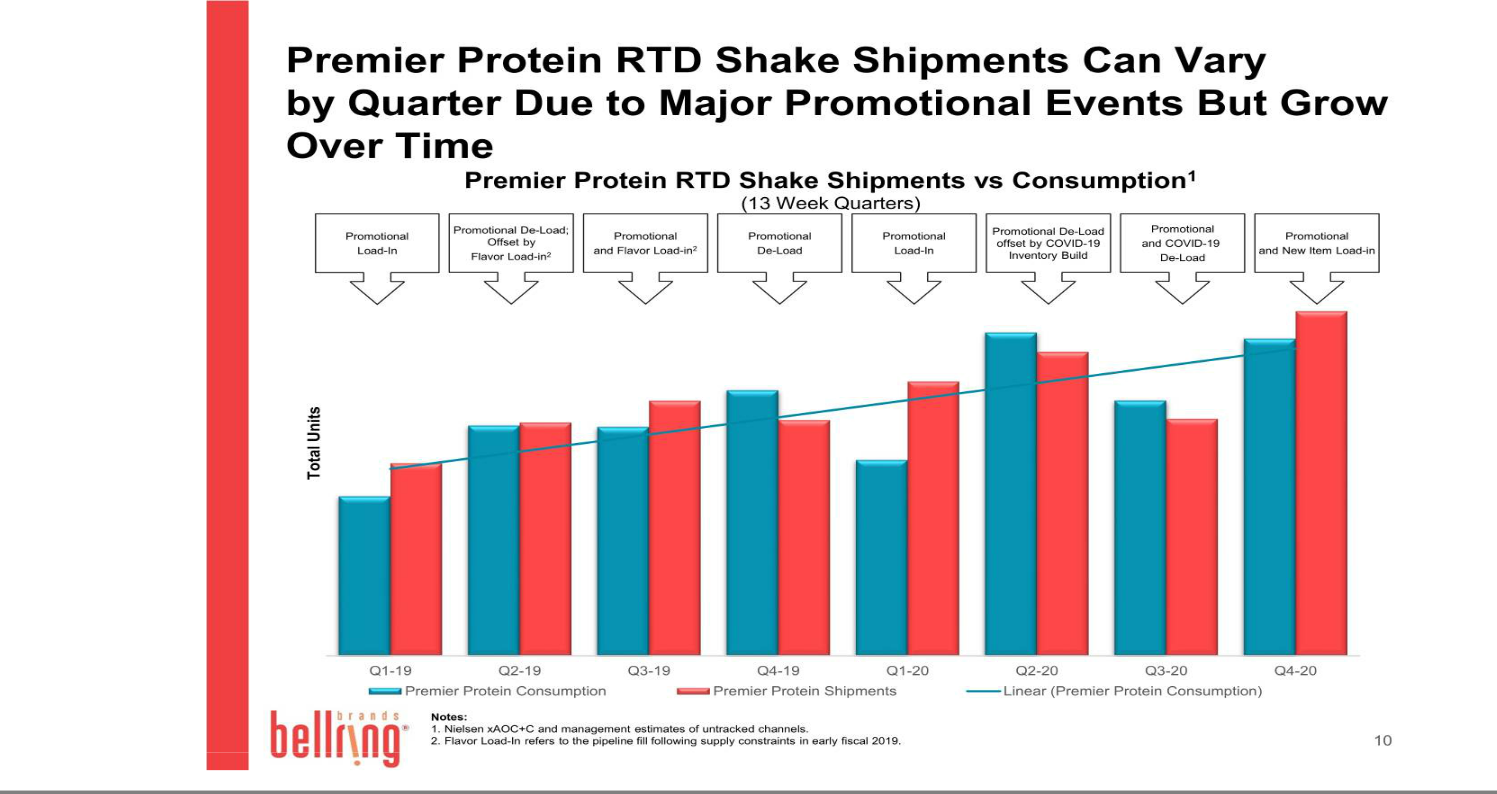 Premier Protein RTD Shake Shipments Can Vary
by Quarter Due to Major Promotional Events But Grow
Over Time
Premier Protein RTD Shake Shipments vs Consumption¹
(13 Week Quarters)
Promotional
Load-In
Promotional De-Load;
Offset by
Flavor Load-in²
Promotional
and Flavor Load-in²
Promotional
De-Load
Promotional
Load-In
Promotional De-Load
offset by COVID-19
Inventory Build
Promotional
and COVID-19
De-Load
Promotional
and New Item Load-in
Total Units
Q1-19
Q2-19
Q3-19
Q4-19
Q1-20
Q2-20
Q3-20
Q4-20
Premier Protein Consumption
Premier Protein Shipments
Linear (Premier Protein Consumption)
brands
bellring®
Notes:
1. Nielsen xAOC+C and management estimates of untracked channels.
2. Flavor Load-In refers to the pipeline fill following supply constraints in early fiscal 2019.
10